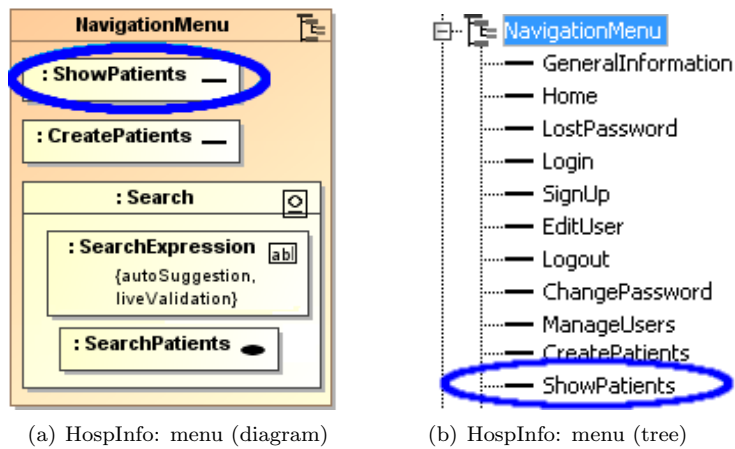 NavigationMenu
: ShowPatients
: CreatePatients
: Search
: SearchExpression
abl
{autoSuggestion,
liveValidation}
: SearchPatients
(a) HospInfo: menu (diagram)
NavigationMenu
GeneralInformation
Home
LostPassword
Login
SignUp
EditUser
Logout
ChangePassword
ManageUsers
CreatePatients
ShowPatients
(b) HospInfo: menu (tree)